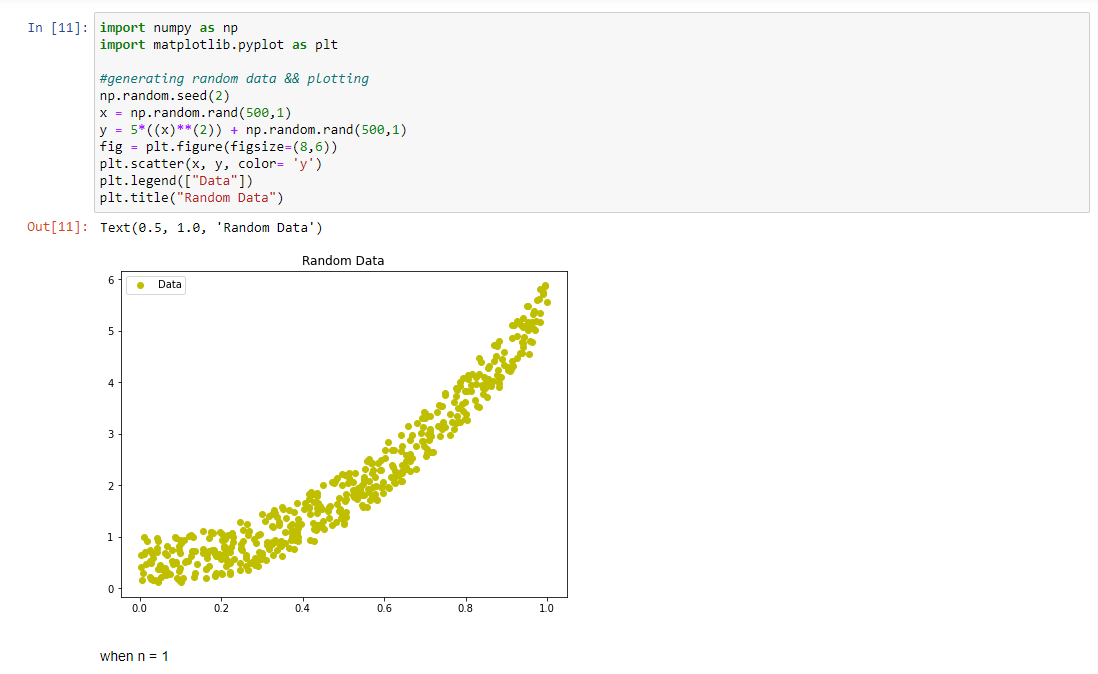 In [11]: import numpy as np
import matplotlib.pyplot as plt
#generating random data && plotting
np.random.seed(2)
x = np.random.rand(500,1)
y = 5*((x)**(2)) + np.random.rand(500,1)
fig = plt.figure(figsize=(8,6))
plt.scatter(x, y, color= 'y')
plt.legend(["Data"])
plt.title("Random Data")
Out[11]: Text(0.5, 1.0, 'Random Data')
Random Data
Data
6
5
4
3
2
1
0
0.0 0.2 0.4 0.6 0.8 1.0
when n = 1